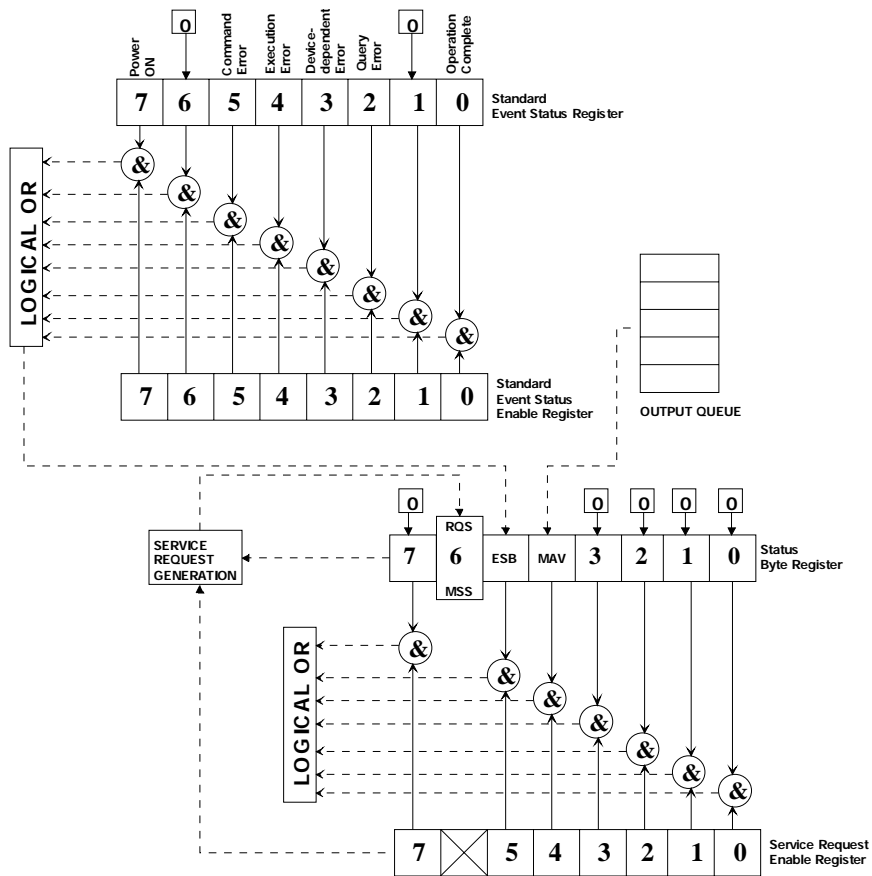 0
0
Power
ON
Command
Error
Execution
Error
Device-
dependent
Error
Query
Error
Operation
Complete
7 6 5 4 3 2 1 0
Standard
Event Status Register
LOGICAL OR
&
&
&
&
&
&
&
&
7 6 5 4 3 2 1 0
Standard
Event Status
Enable Register
OUTPUT QUEUE
0
0 0 0 0
SERVICE
REQUEST
GENERATION
RQS
7 6 ESB MAV 3 2 1 0
MSS
Status
Byte Register
LOGICAL OR
&
&
&
&
&
&
&
7 5 4 3 2 1 0
Service Request
Enable Register